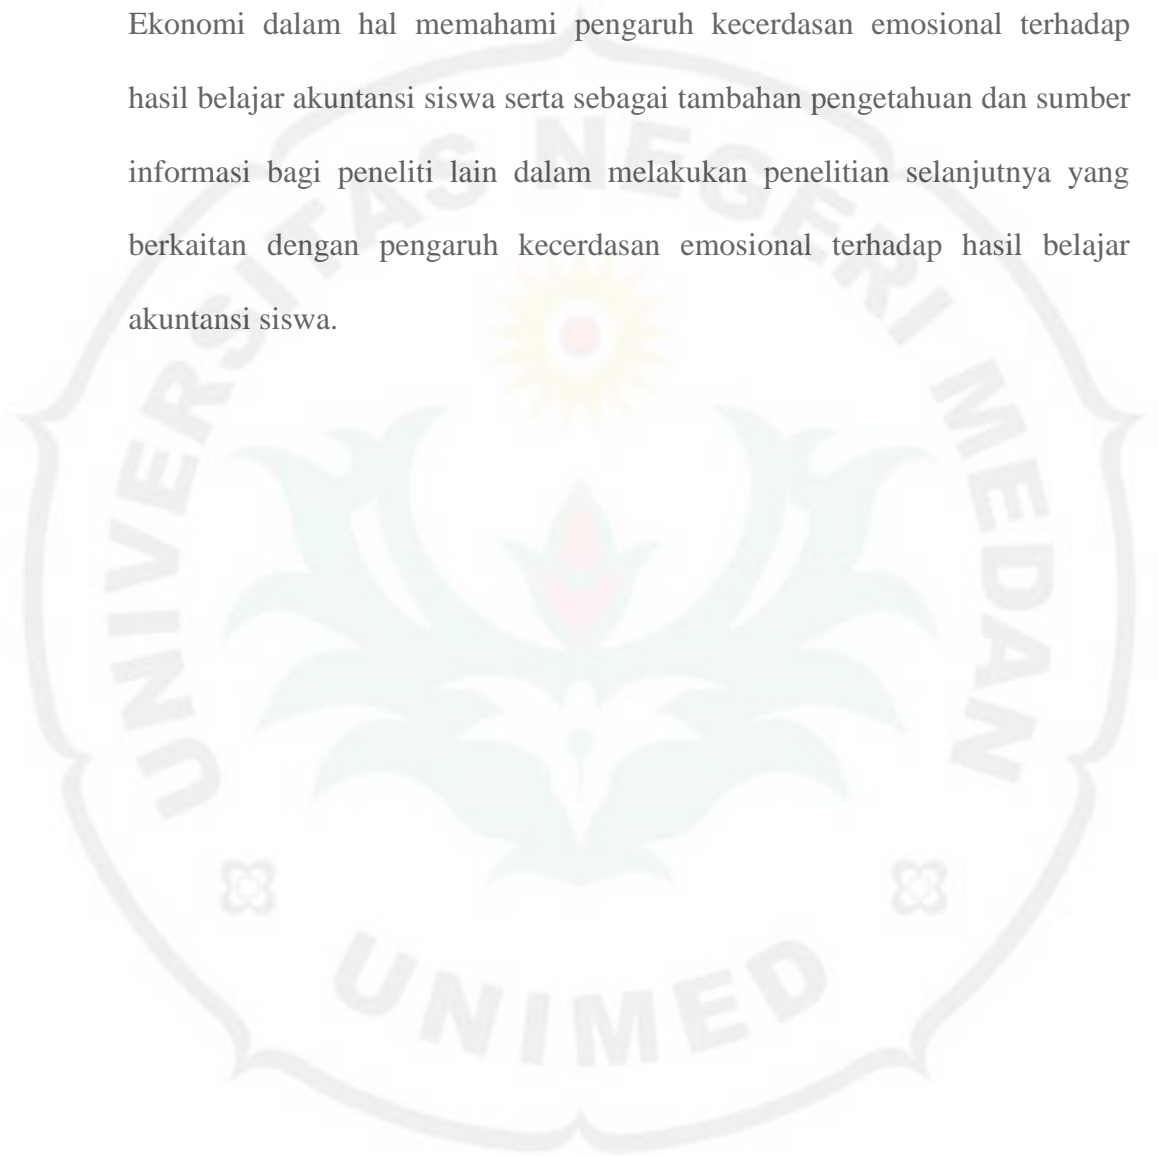 Ekonomi dalam hal memahami pengaruh kecerdasan emosional terhadap
hasil belajar akuntansi siswa serta sebagai tambahan pengetahuan dan sumber
informasi bagi peneliti lain dalam melakukan penelitian selanjutnya yang
berkaitan dengan pengaruh kecerdasan emosional terhadap hasil belajar
akuntansi siswa.
UNIVERSITAS NEGERI MEDAN
UNIMED